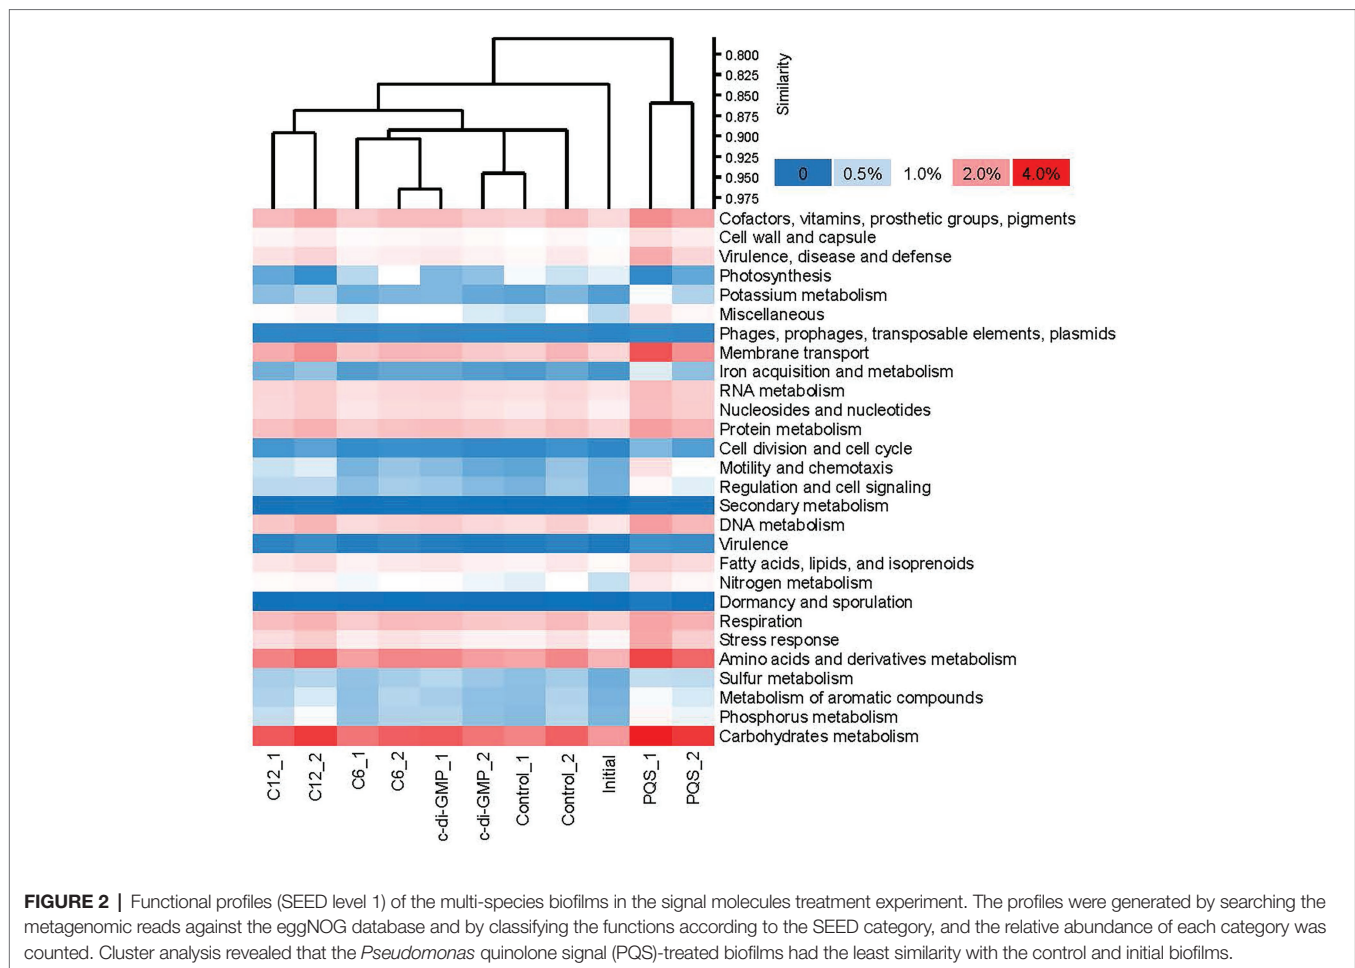 0.800
0.825
0.850
0.875
0.900
0.925
0.950
0.975
Similarity
0 0.5% 1.0% 2.0% 4.0%
Cofactors, vitamins, prosthetic groups, pigments
Cell wall and capsule
Virulence, disease and defense
Photosynthesis
Potassium metabolism
Miscellaneous
Phages, prophages, transposable elements, plasmids
Membrane transport
Iron acquisition and metabolism
RNA metabolism
Nucleosides and nucleotides
Protein metabolism
Cell division and cell cycle
Motility and chemotaxis
Regulation and cell signaling
Secondary metabolism
DNA metabolism
Virulence
Fatty acids, lipids, and isoprenoids
Nitrogen metabolism
Dormancy and sporulation
Respiration
Stress response
Amino acids and derivatives metabolism
Sulfur metabolism
Metabolism of aromatic compounds
Phosphorus metabolism
Carbohydrates metabolism
C12_1
C12_2
C6_1
C6_2
c-di-GMP_1
c-di-GMP_2
Control_1
Control_2
Initial
PQS_1
PQS_2
FIGURE 2 | Functional profiles (SEED level 1) of the multi-species biofilms in the signal molecules treatment experiment. The profiles were generated by searching the
metagenomic reads against the eggNOG database and by classifying the functions according to the SEED category, and the relative abundance of each category was
counted. Cluster analysis revealed that the Pseudomonas quinolone signal (PQS)-treated biofilms had the least similarity with the control and initial biofilms.